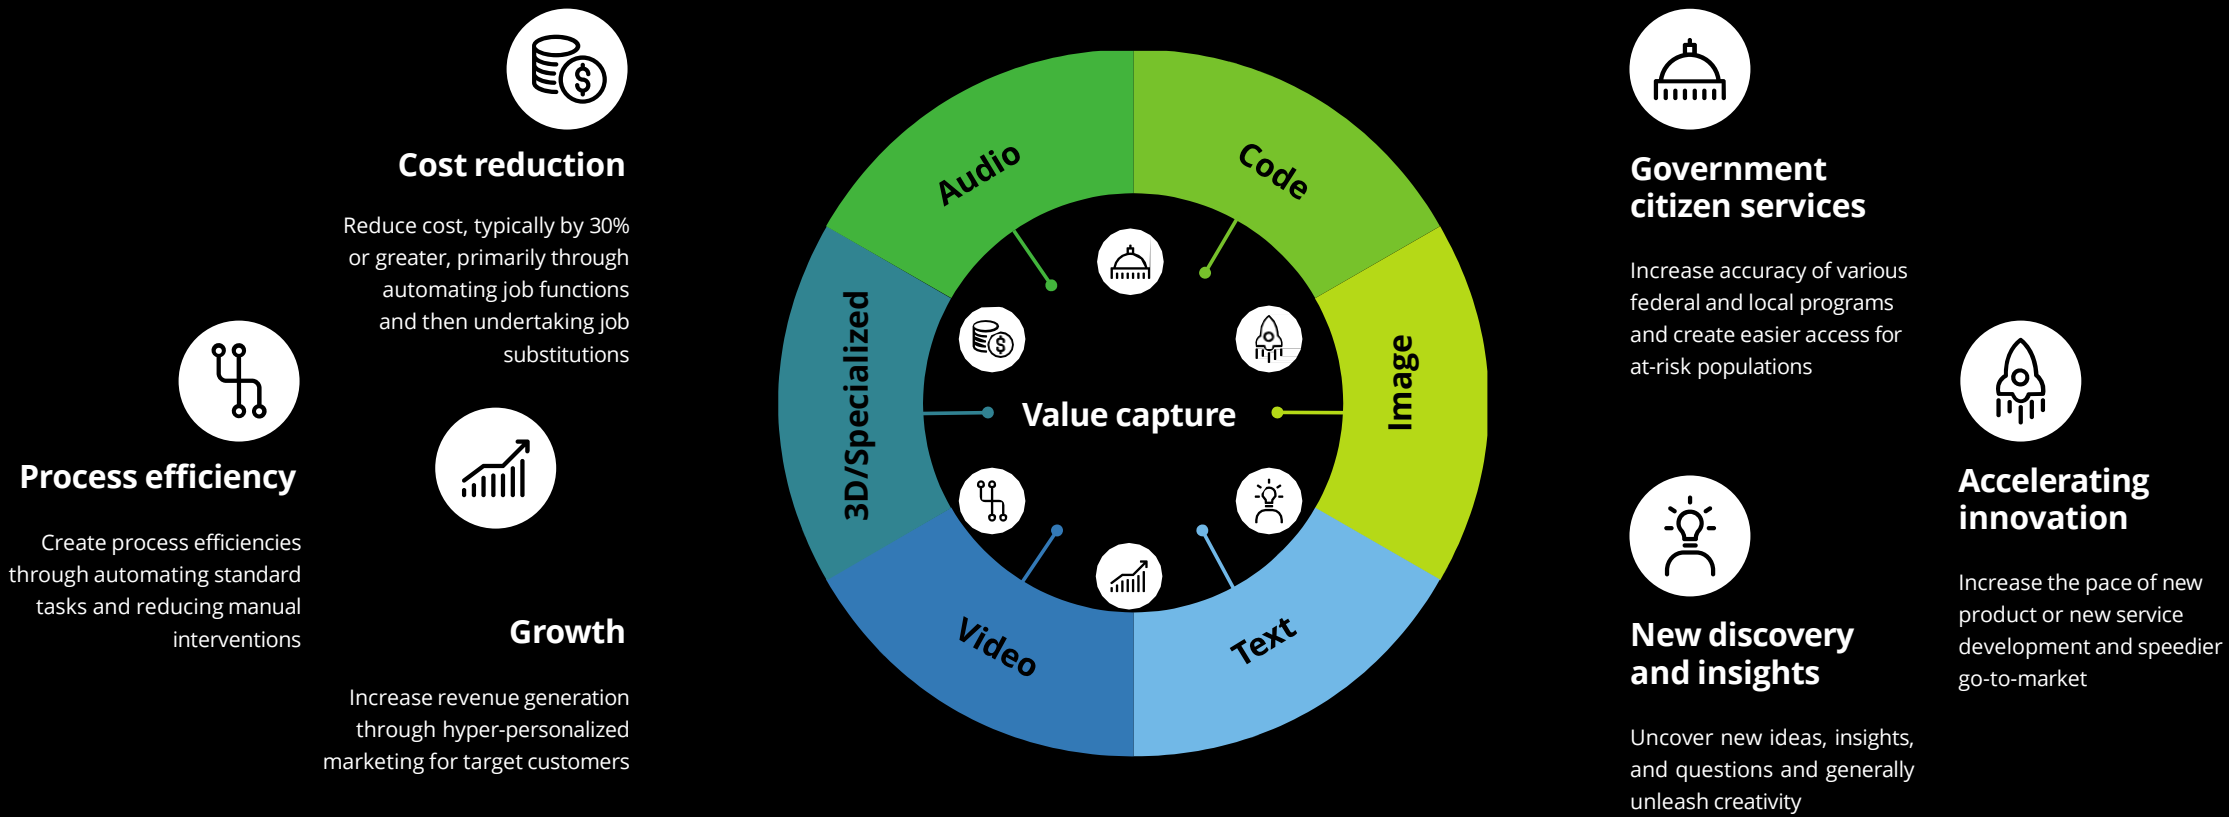 Cost reduction
Reduce cost, typically by 30%
or greater, primarily through
automating job functions
and then undertaking job
substitutions
Process efficiency
Create process efficiencies
through automating standard
tasks and reducing manual
interventions
Growth
Increase revenue generation
through hyper-personalized
marketing for target customers
Audio
Code
3D/Specialized
Image
Value capture
Video
Text
Government
citizen services
Increase accuracy of various
federal and local programs
and create easier access for
at-risk populations
Accelerating
innovation
Increase the pace of new
product or new service
development and speedier
go-to-market
New discovery
and insights
Uncover new ideas, insights,
and questions and generally
unleash creativity